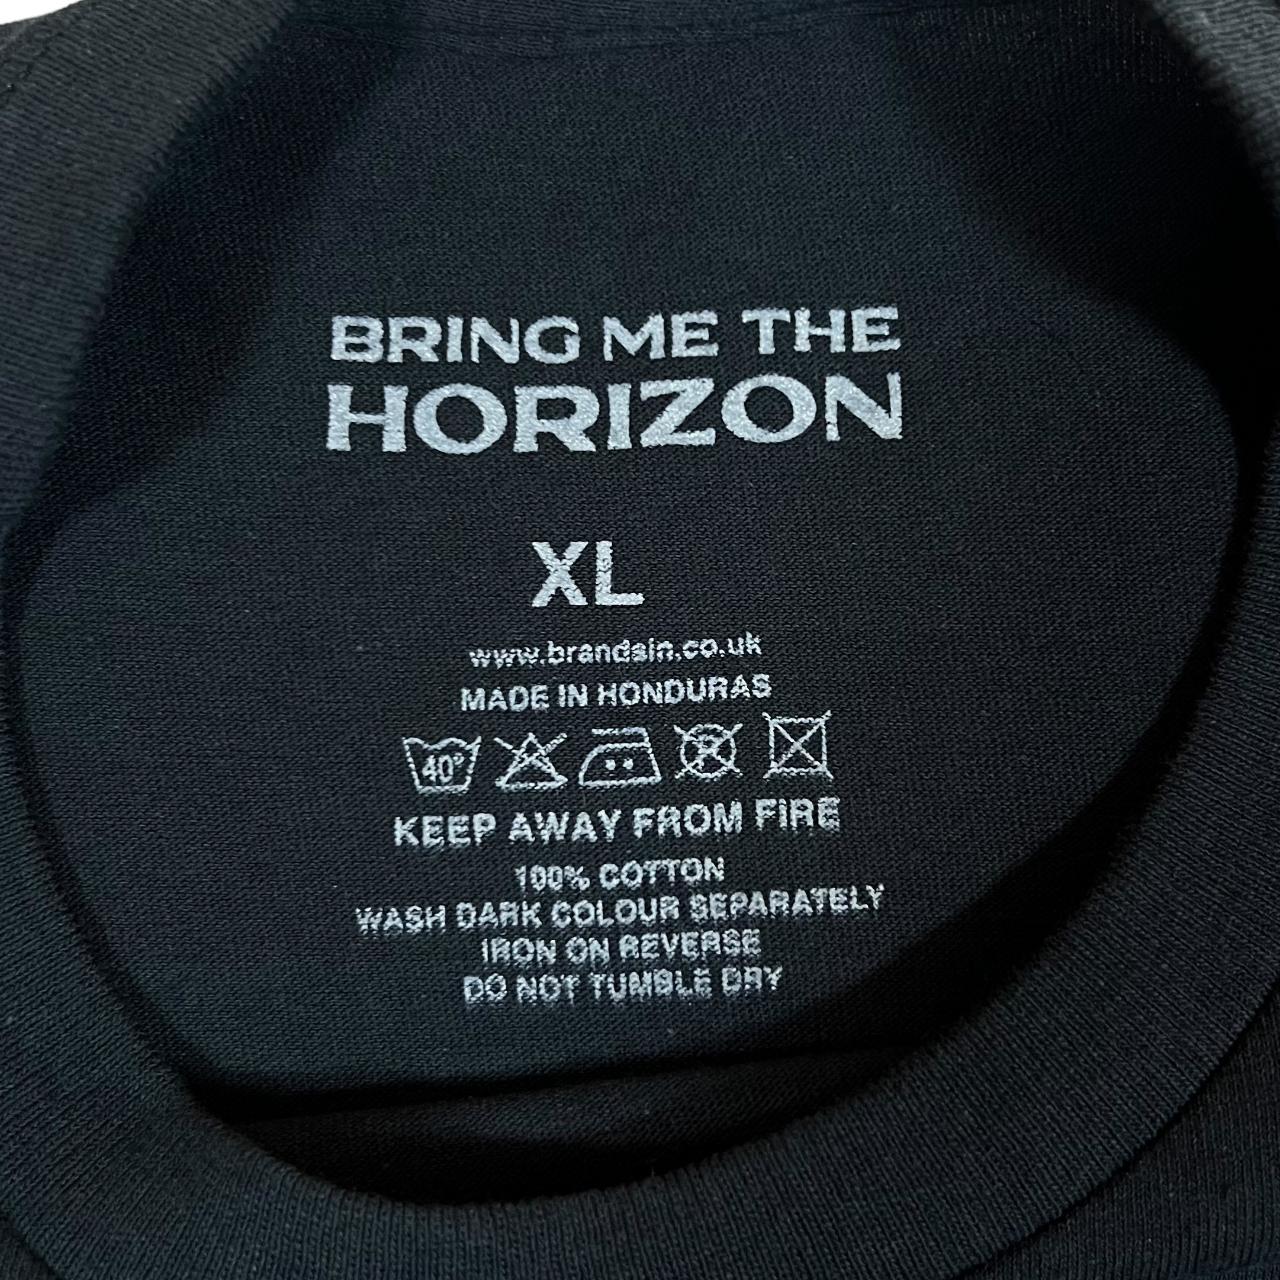 BRING ME THE
HORIZON
XL
www.brandsin.co.uk
MADE IN HONDURAS
40° P
KEEP AWAY FROM FIRE
100% COTTON
WASH DARK COLOUR SEPARATELY
IRON ON REVERSE
DO NOT TUMBLE DRY